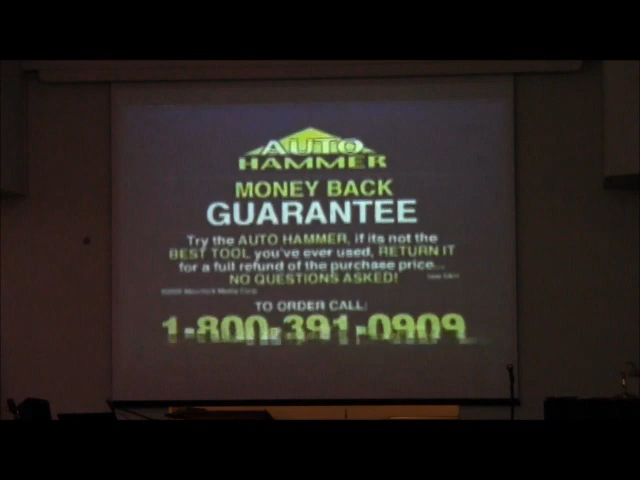 AUTO
HAMMER
MONEY BACK
GUARANTEE
Try the AUTO HAMMER, if its not the
BEST TOOL you've ever used, RETURN IT
for a full refund of the purchase price...
NO QUESTIONS ASKED!
TO ORDER CALL:
1-800-391-0909